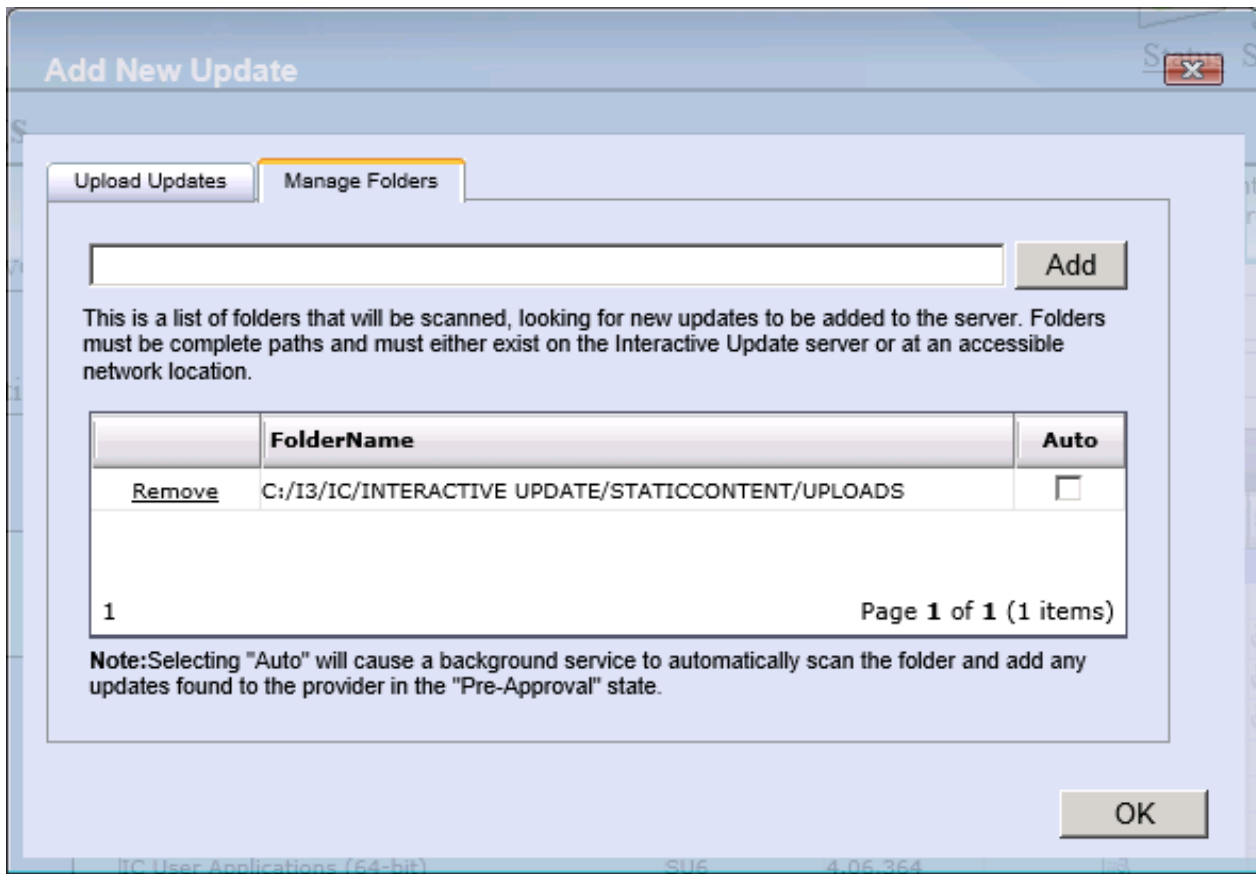 Status
Add New Update
Upload Updates
Manage Folders
Add
This is a list of folders that will be scanned, looking for new updates to be added to the server. Folders
must be complete paths and must either exist on the Interactive Update server or at an accessible
network location.
FolderName Auto
Remove C:/I3/IC/INTERACTIVE UPDATE/STATICCONTENT/UPLOADS
1 Page 1 of 1 (1 items)
Note:Selecting "Auto" will cause a background service to automatically scan the folder and add any
updates found to the provider in the "Pre-Approval" state.
OK
IC User Applications (64-bit) SU6 4.06.364